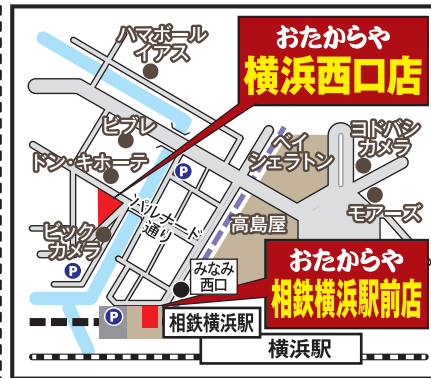 ハマボール
イアス
おたからや
横浜西口店
ビブレ
ドン・キホーテ
P
ベイ
シェラトン
ヨドバシ
カメラ
モアーズ
パルナード
通り
高島屋
ビック
カメラ
P
みなみ
西口
おたからや
相鉄横浜駅前店
P
相鉄横浜駅
横浜駅